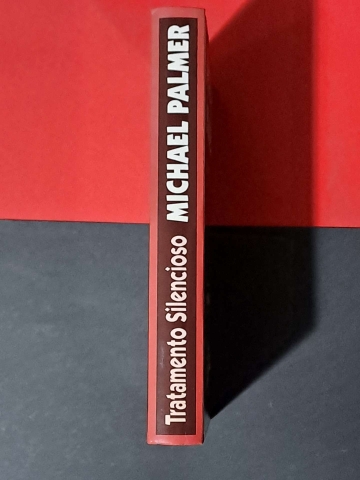 Tratamento Silencioso
MICHAEL PALMER